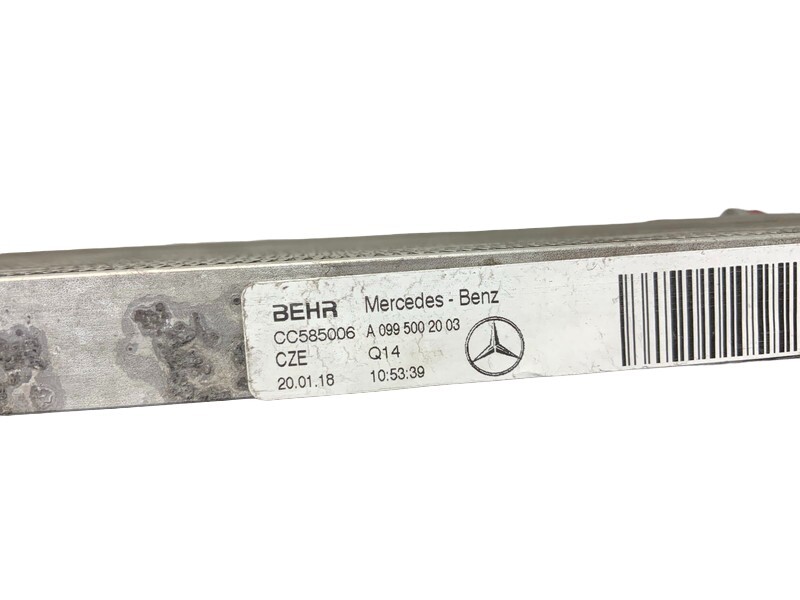 BEHR Mercedes - Benz
CC585006 A 099 500 20 03
CZE Q14
20.01.18 10:53:39